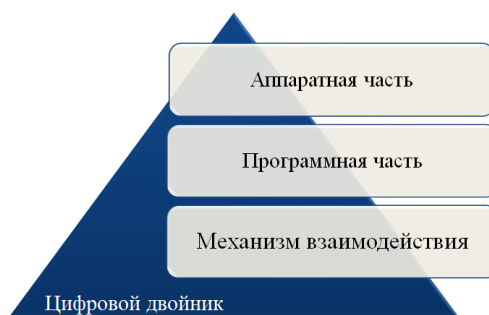 Аппаратная часть
Программная часть
Механизм взаимодействия
Цифровой двойник